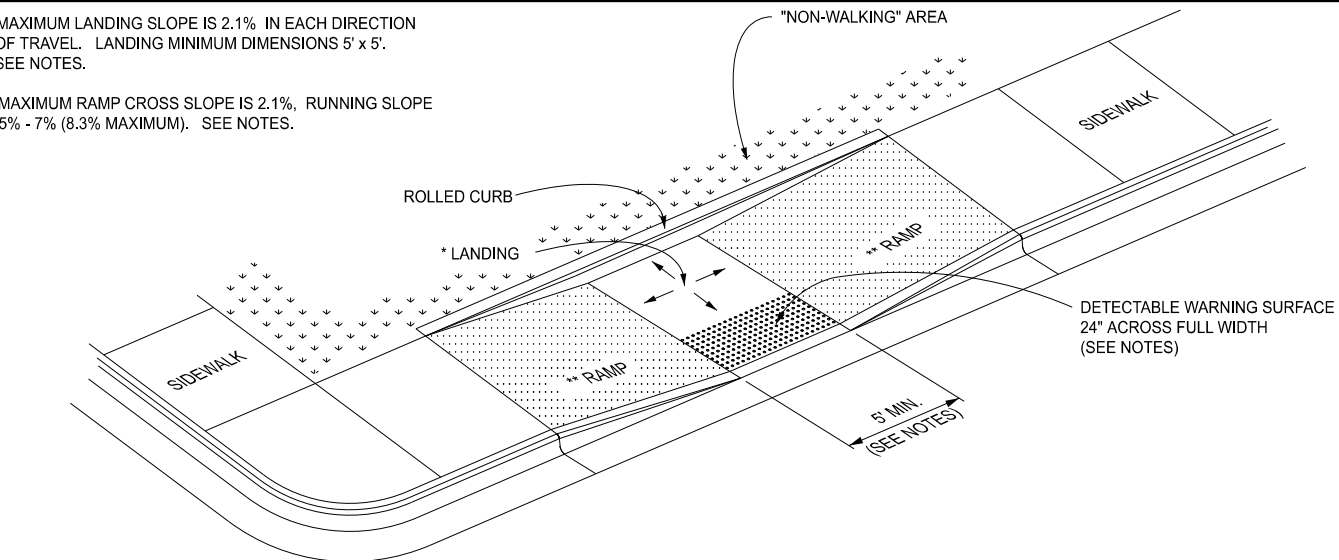 MAXIMUM LANDING SLOPE IS 2.1% IN EACH DIRECTION
OF TRAVEL. LANDING MINIMUM DIMENSIONS 5' x 5'.
SEE NOTES.
MAXIMUM RAMP CROSS SLOPE IS 2.1%, RUNNING SLOPE
5% - 7% (8.3% MAXIMUM). SEE NOTES.
"NON-WALKING" AREA
SIDEWALK
ROLLED CURB
** RAMP
* LANDING
DETECTABLE WARNING SURFACE
24" ACROSS FULL WIDTH
(SEE NOTES)
SIDEWALK
** RAMP
5' MIN.
(SEE NOTES)